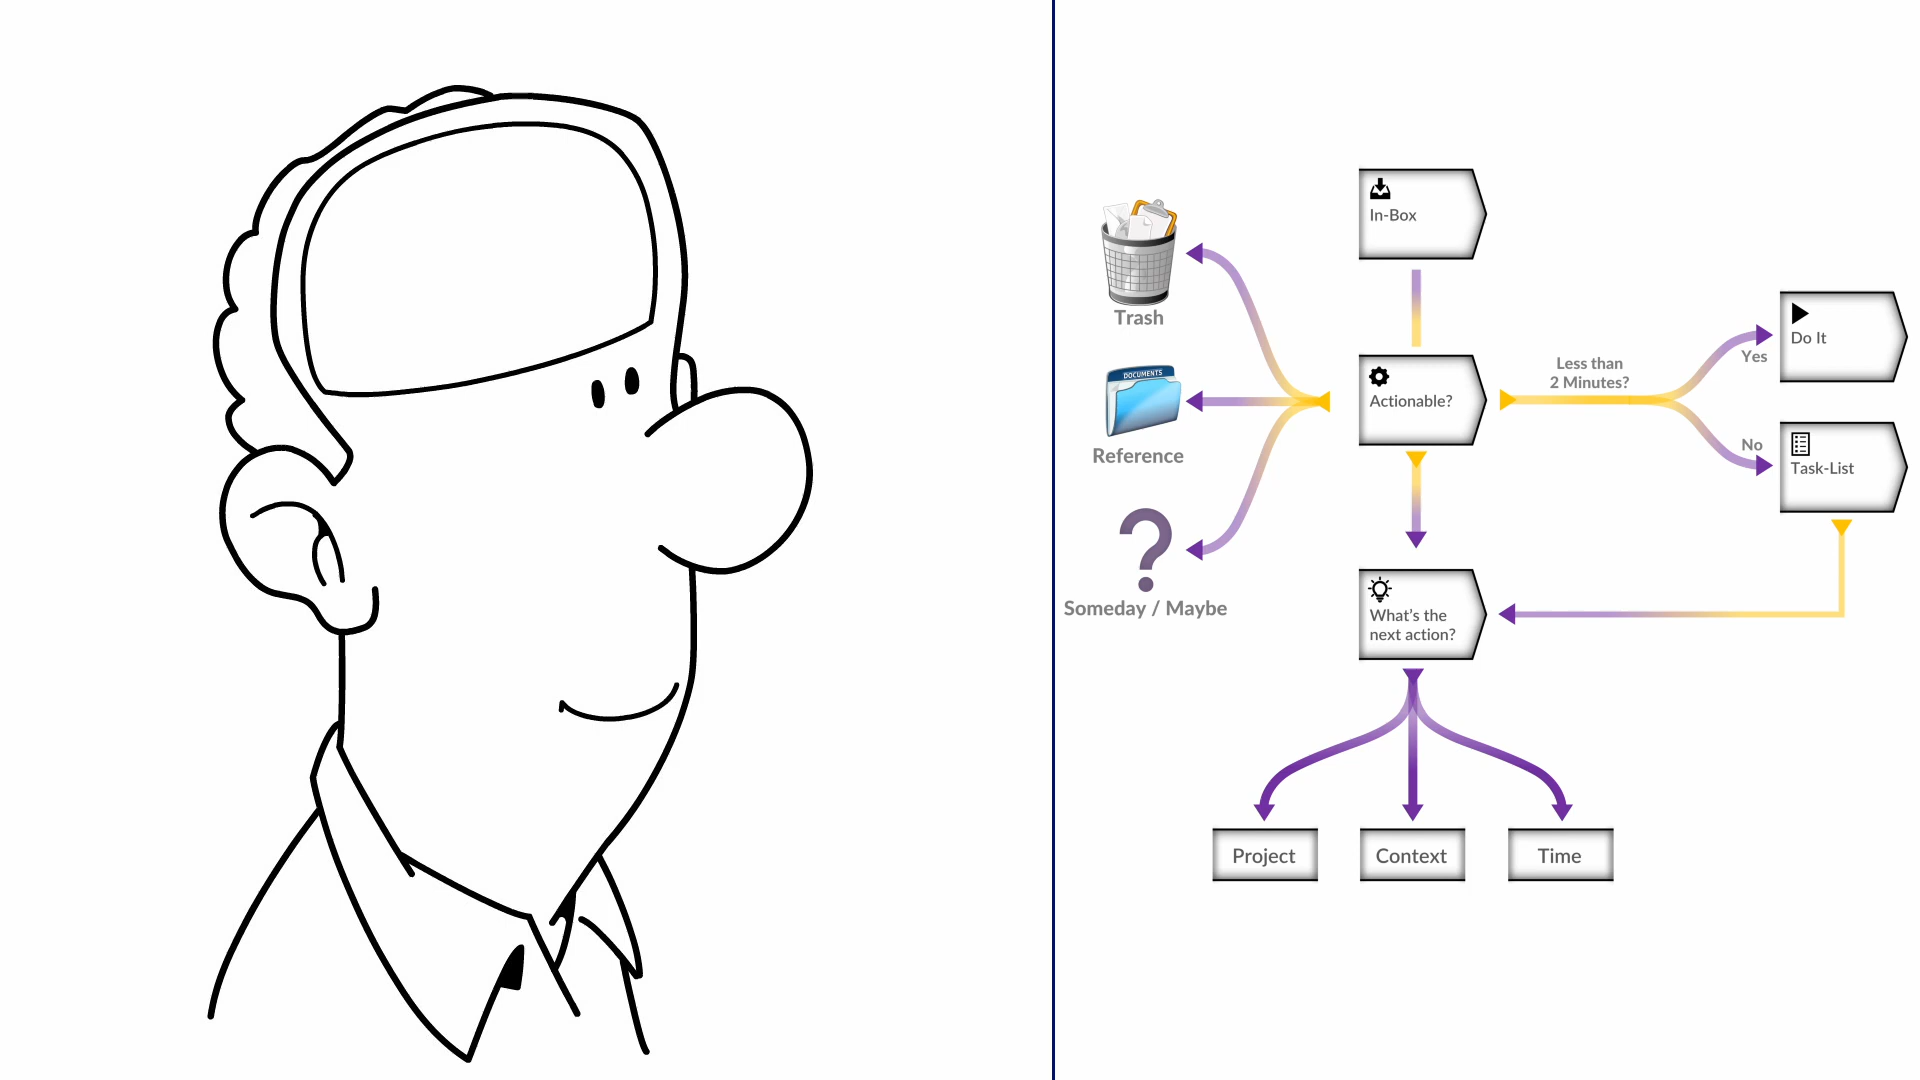 In-Box
Trash
Do It
Yes
Less than
2 Minutes?
DOCUMENTS
Actionable?
Reference
No
Task-List
Someday / Maybe
What's the
next action?
Project
Context
Time